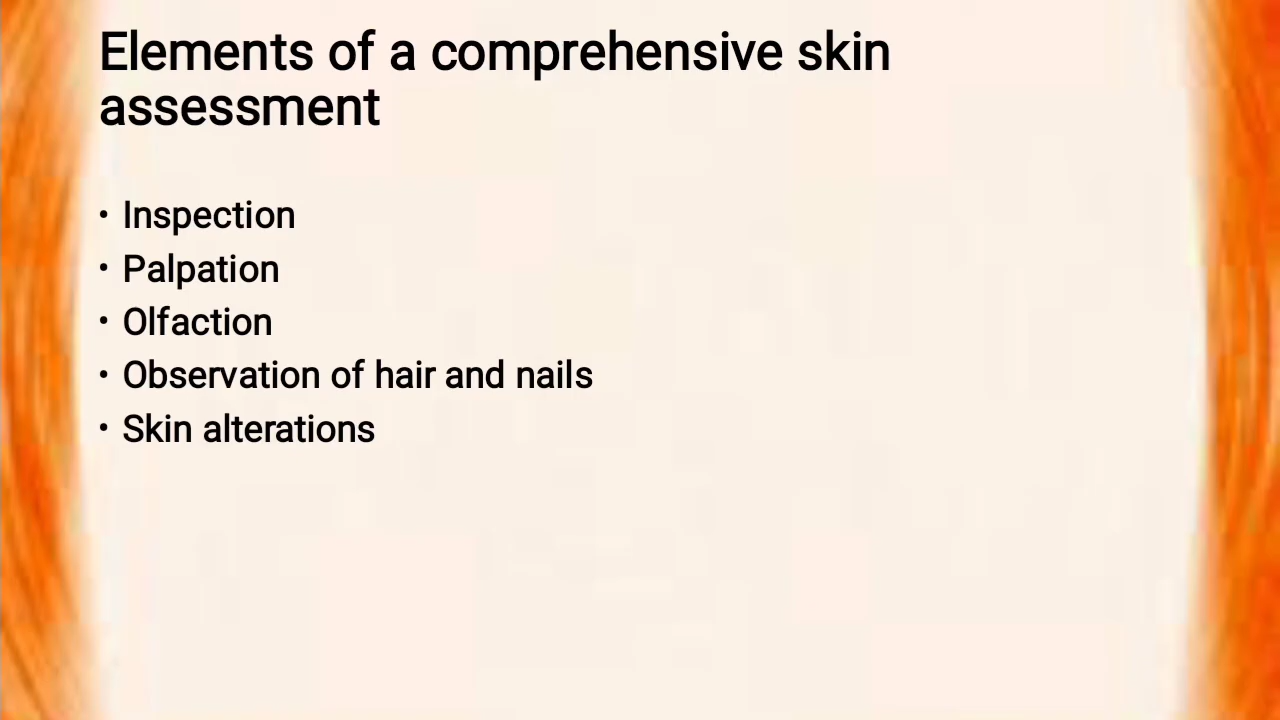 Elements of a comprehensive skin
assessment
• Inspection
• Palpation
• Olfaction
• Observation of hair and nails
• Skin alterations